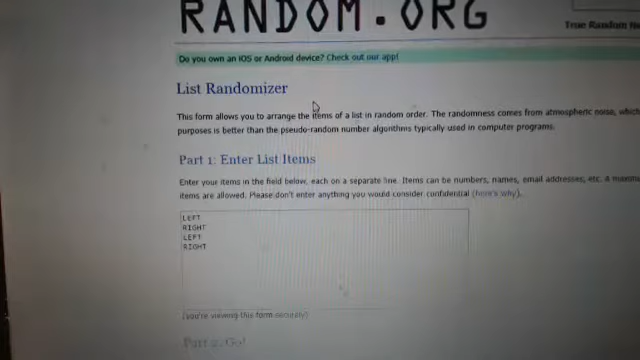 RANDOM.ORG
True Random
Do you own an iOS or Android device? Check out our app!
List Randomizer
This form allows you to arrange the items of a list in random order. The randomness comes from atmospheric noise, which
purposes is better than the pseudo-random number algorithms typically used in computer programs.
Part 1: Enter List Items
Enter your items in the field below, each on a separate line. Items can be numbers, names, email addresses, etc. A
items are allowed. Please don't enter anything you would consider confidential (here's why).
LEFT
RIGHT
LEFT
RIGHT
(you're viewing this form securely)
Part 2: Go!